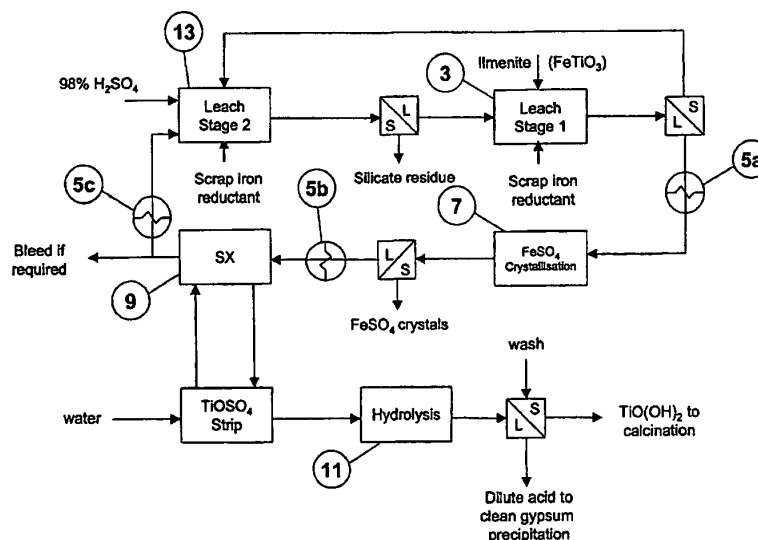 13
98% H₂SO₄
Leach
Stage 2
Scrap iron
reductant
S
L
Silicate residue
3
Ilmenite (FeTiO₃)
Leach
Stage 1
Scrap iron
reductant
S
L
5a
5c
5b
7
Bleed if
required
SX
9
L
S
FeSO₄ crystals
FeSO₄
Crystallisation
water
TiOSO₄
Strip
Hydrolysis
11
wash
S
L
TiO(OH)₂ to
calcination
Dilute acid to
clean gypsum
precipitation